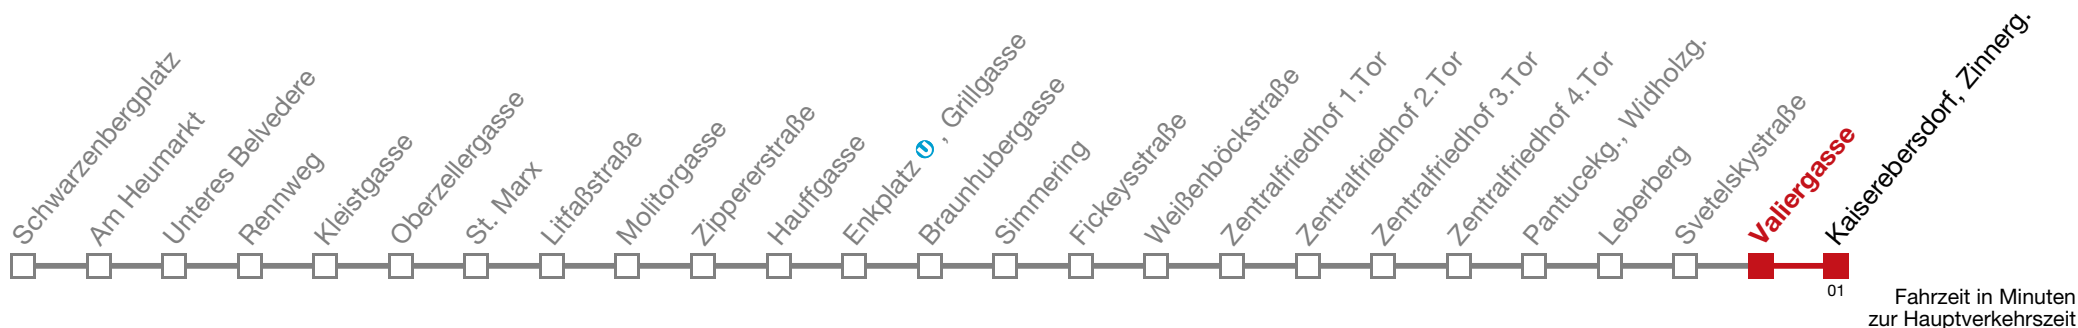 Schwarzenbergplatz
Am Heumarkt
Unteres Belvedere
Rennweg
Kleistgasse
Oberzellergasse
St. Marx
Litfaßstraße
Molitorgasse
Zippererstraße
Hauffgasse
Enkplatz U, Grillgasse
Braunhubergasse
Simmering
Fickeysstraße
Weißenböckstraße
Zentralfriedhof 1.Tor
Zentralfriedhof 2.Tor
Zentralfriedhof 3.Tor
Zentralfriedhof 4.Tor
Pantucekg., Widholzg.
Leberberg
Svetelskystraße
Valiergasse
Kaiserebersdorf, Zinnerg.
01
Fahrzeit in Minuten
zur Hauptverkehrszeit